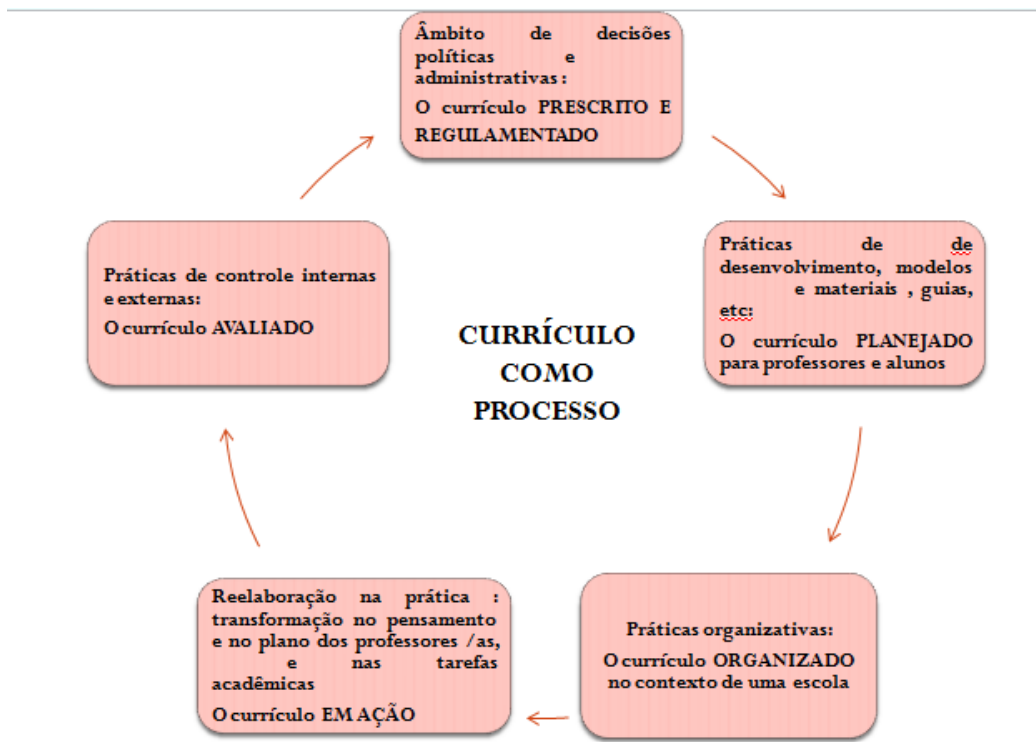 Âmbito de decisões
políticas e
administrativas :
O currículo PRESCRITO E
REGULAMENTADO
Práticas de de
desenvolvimento, modelos
e materiais , guias,
etc:
O currículo PLANEJADO
para professores e alunos
Práticas de controle internas
e externas:
O currículo AVALIADO
CURRÍCULO
COMO
PROCESSO
Reelaboração na prática :
transformação no pensamento
e no plano dos professores /as,
e nas tarefas
acadêmicas
O currículo EM AÇÃO
Práticas organizativas:
O currículo ORGANIZADO
no contexto de uma escola